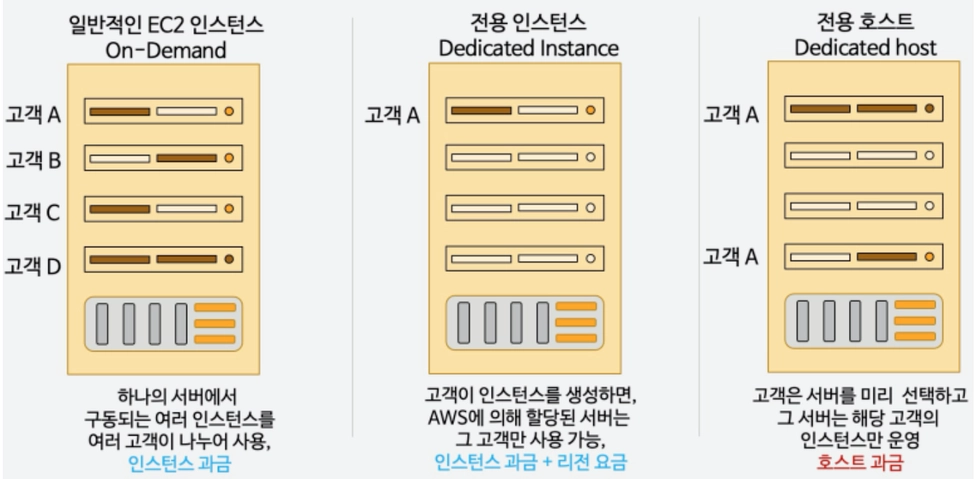 일반적인 EC2 인스턴스
On-Demand
고객 A
고객 B
고객 C
고객 D
하나의 서버에서
구동되는 여러 인스턴스를
여러 고객이 나누어 사용,
인스턴스 과금
전용 인스턴스
Dedicated Instance
고객 A
고객이 인스턴스를 생성하면,
AWS에 의해 할당된 서버는
그 고객만 사용 가능,
인스턴스 과금 + 리전 요금
전용 호스트
Dedicated host
고객 A
고객 A
고객은 서버를 미리 선택하고
그 서버는 해당 고객의
인스턴스만 운영
호스트 과금